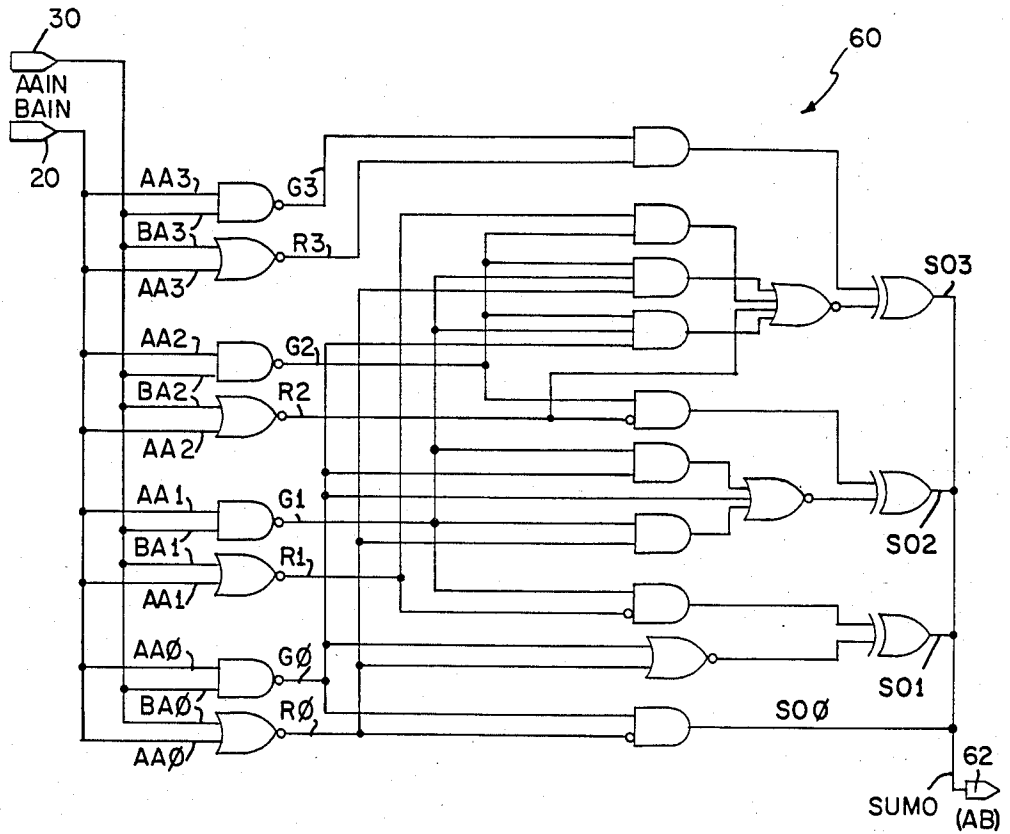 30
60
AAIN
BAIN
20
AA3
G3
BA3
R3
AA3
SO3
AA2
G2
BA2
R2
AA2
AA1
G1
BA1
R1
AA1
SO2
AAØ
GØ
BAØ
RØ
AAØ
SO1
SOØ
62
SUMO
(AB)